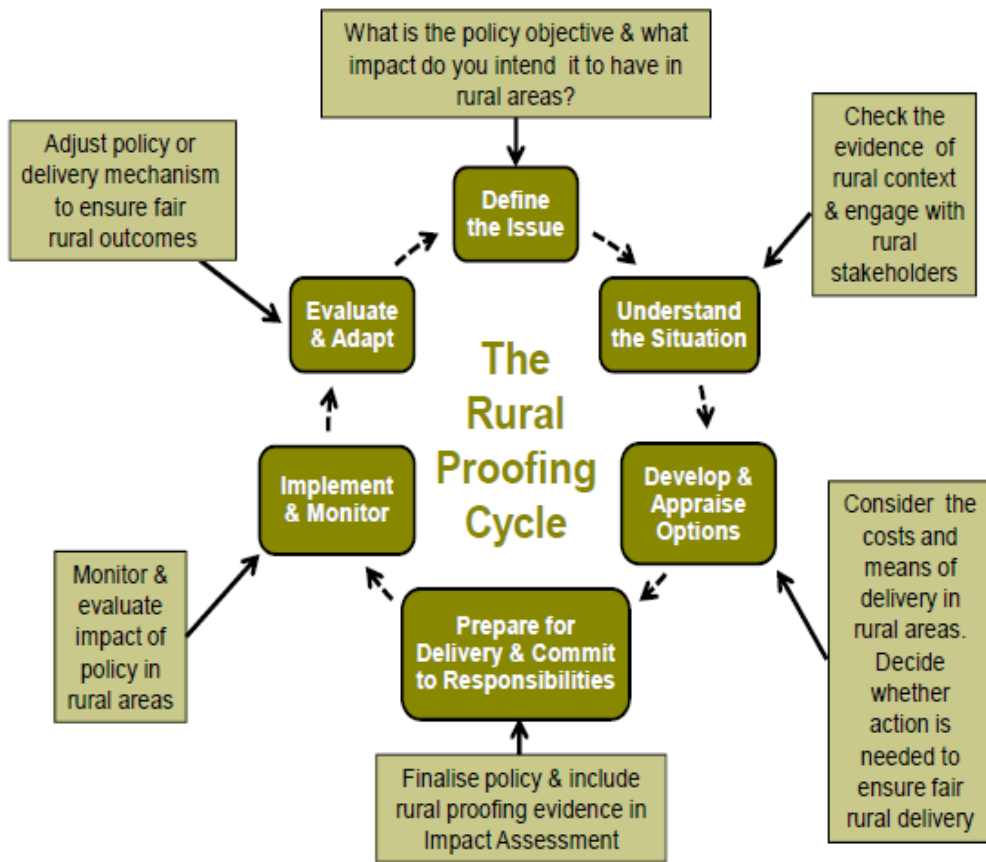 What is the policy objective & what
impact do you intend it to have in
rural areas?
Check the
evidence of
rural context
& engage with
rural
stakeholders
Adjust policy or
delivery mechanism
to ensure fair
rural outcomes
Define
the Issue
Understand
the Situation
Evaluate
& Adapt
The
Rural
Proofing
Cycle
Develop &
Appraise
Options
Consider the
costs and
means of
delivery in
rural areas.
Decide
whether
action is
needed to
ensure fair
rural delivery
Implement
& Monitor
Monitor &
evaluate
impact of
policy in
rural areas
Prepare for
Delivery & Commit
to Responsibilities
Finalise policy & include
rural proofing evidence in
Impact Assessment